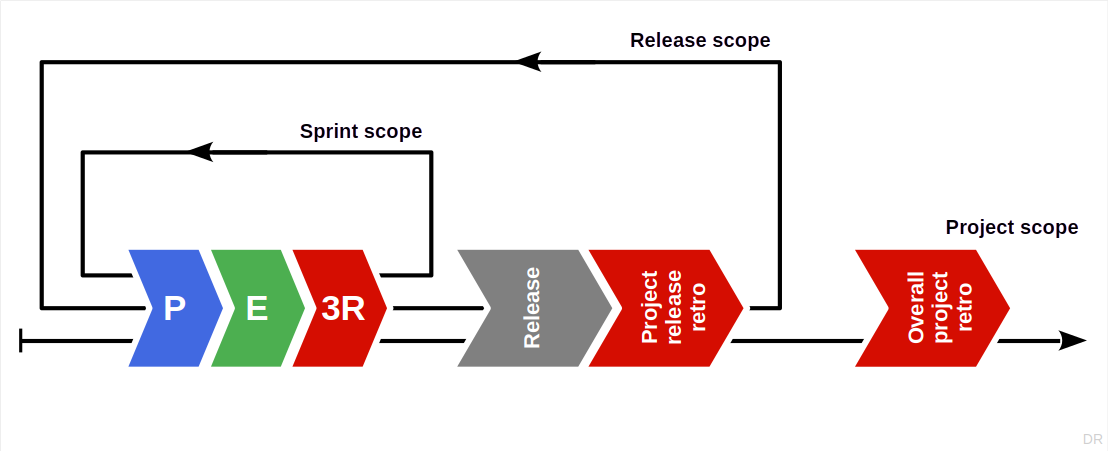 Release scope
Sprint scope
Project scope
P
E
3R
Release
Project
release
retro
Overall
project
retro
DR